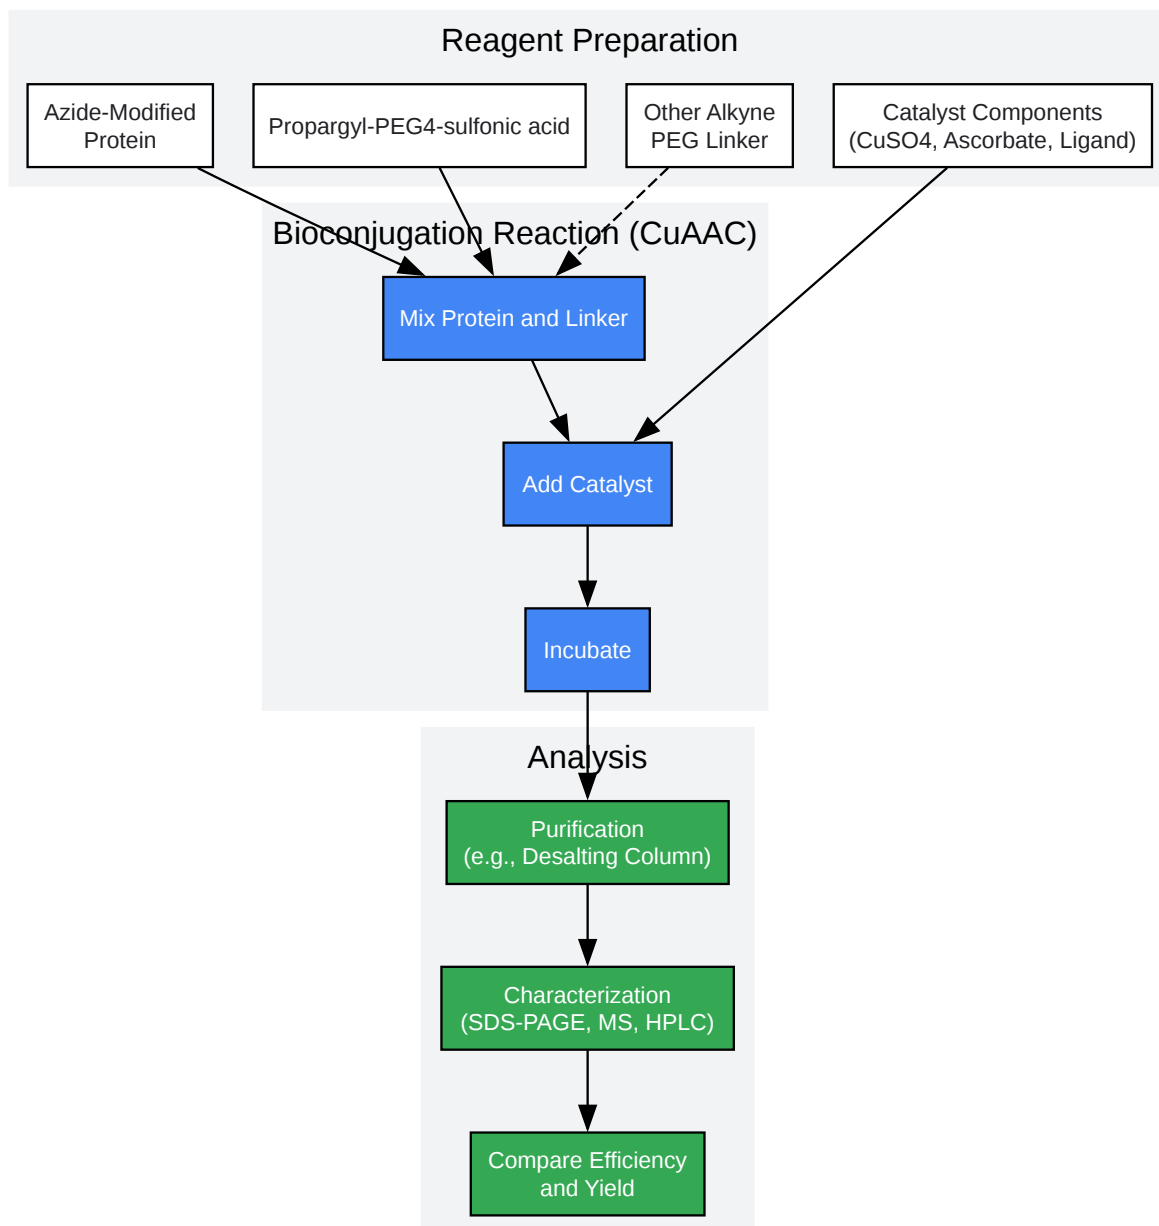 Reagent Preparation
Azide-Modified
Protein
Propargyl-PEG4-sulfonic acid
Other Alkyne
PEG Linker
Catalyst Components
(CuSO4, Ascorbate, Ligand)
Bioconjugation Reaction (CuAAC)
Mix Protein and Linker
Add Catalyst
Incubate
Analysis
Purification
(e.g., Desalting Column)
Characterization
(SDS-PAGE, MS, HPLC)
Compare Efficiency
and Yield